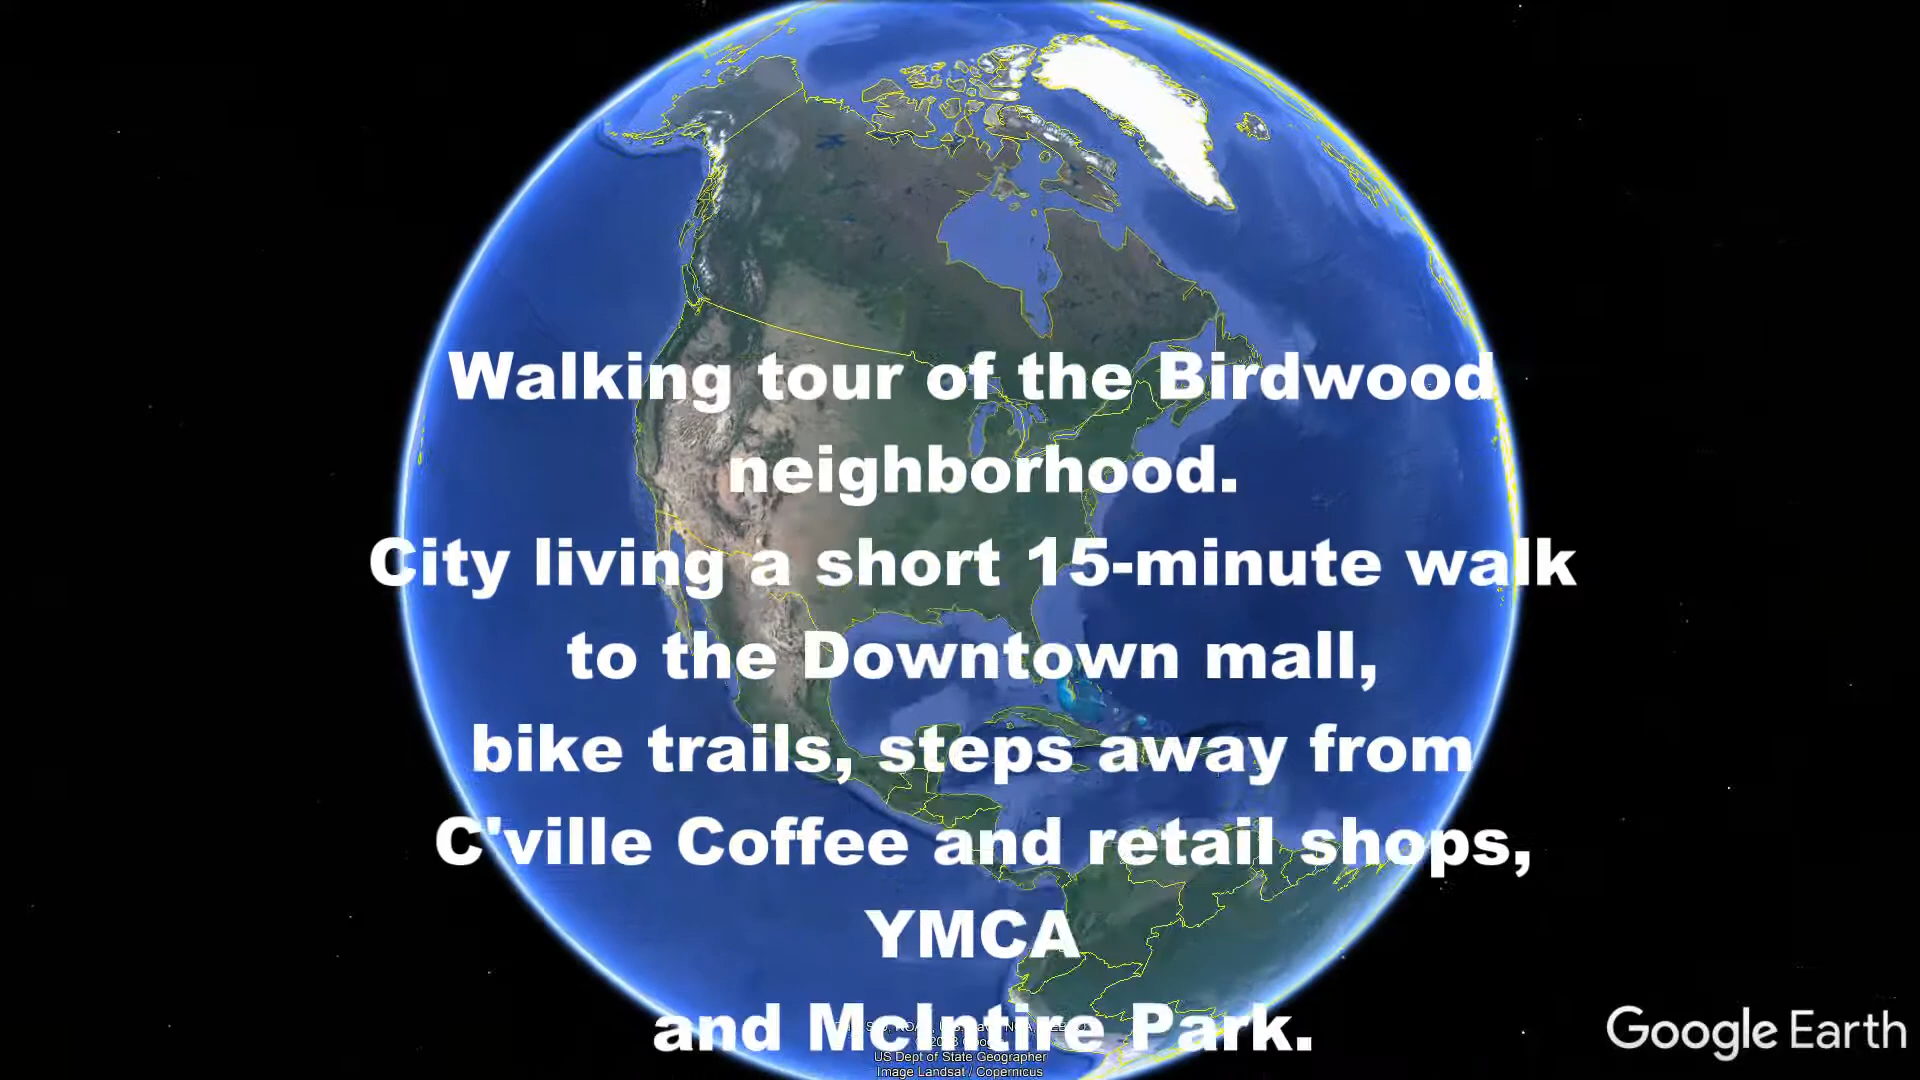 Walking tour of the Birdwood
neighborhood.
City living a short 15-minute walk
to the Downtown mall,
bike trails, steps away from
C'ville Coffee and retail shops,
YMCA
and McIntire Park.
Google Earth
US Dept of State Geographer
Image Landsat / Copernicus